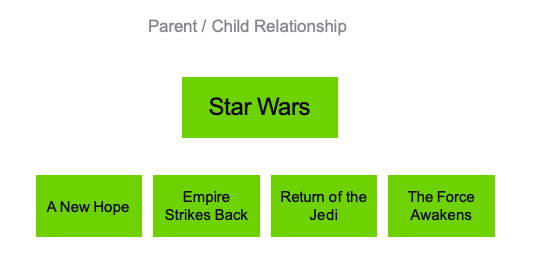 Parent / Child Relationship
Star Wars
A New Hope
Empire
Strikes Back
Return of the
Jedi
The Force
Awakens